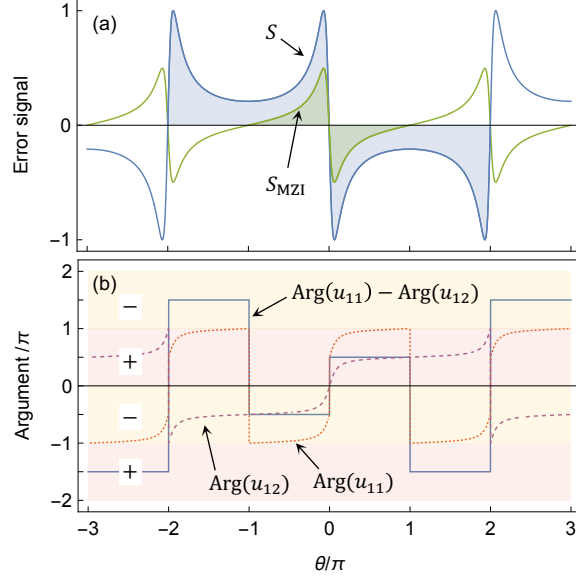 (a)
S
S_MZI
Error signal
1
0
−1
(b)
Arg(u₁₁) − Arg(u₁₂)
−
+
−
+
Arg(u₁₂)
Arg(u₁₁)
Argument/π
2
1
0
−1
−2
−3 −2 −1 0 1 2 3
θ/π